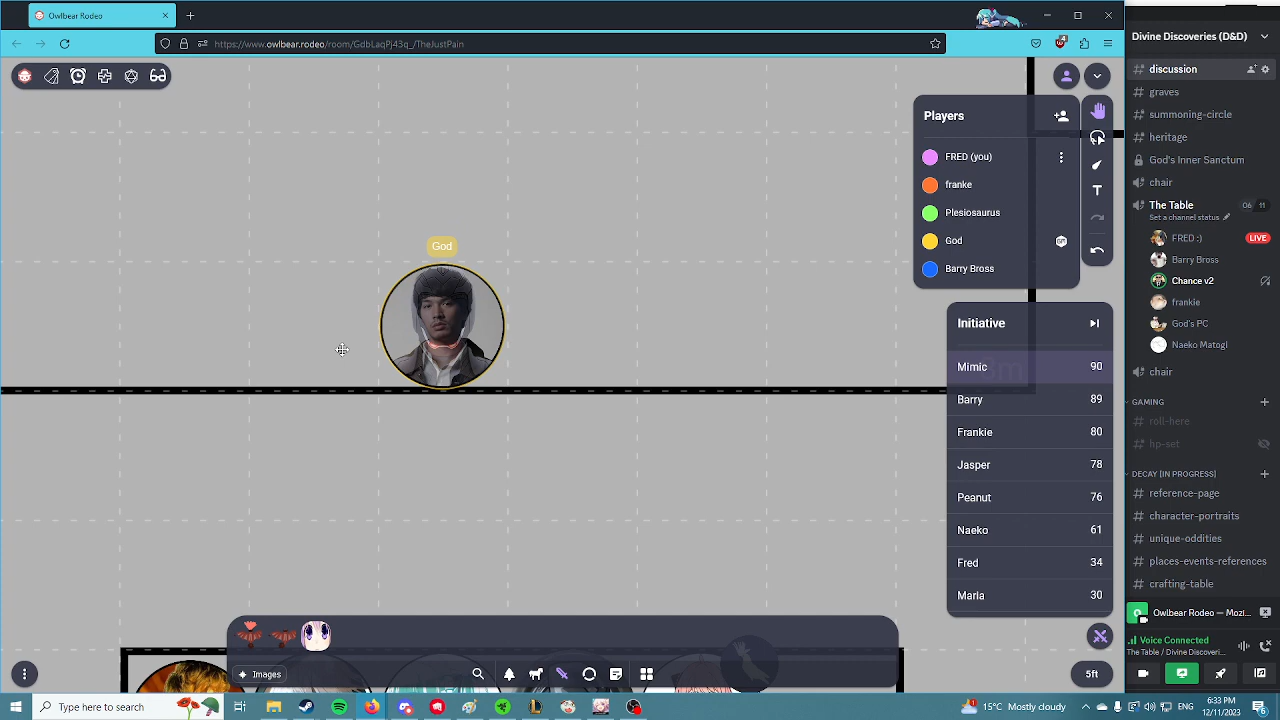 Owlbear Rodeo
https://www.owlbear.rodeo/room/GdbLaqPj43q_/TheJustPain
Players
FRED (you)
franke
Plesiosaurus
God
Barry Bross
God
Initiative
Mimic 90
Barry 89
Frankie 80
Jasper 78
Peanut 76
Naeko 61
Fred 34
Maria 30
Images
5ft
Divine Discoveries (D&D)
discussion
graves
summoning_circle
heritage
God's Inner Sanctum
chair
The Table 06 11
Set a channel status
FRED :) LIVE
Barry Bross
Chance v2
frankie
God's PC
Naeko Matogi
chair
GAMING
roll-here
hp-set
DECAY [IN PROGRESS]
reference-page
character-portraits
unique-oddities
places-events-references
crafting-table
Owlbear Rodeo — Mozi...
Voice Connected
The Table / Divine Discoveri...
Type here to search
15°C Mostly cloudy
6:33 PM
12/11/2023